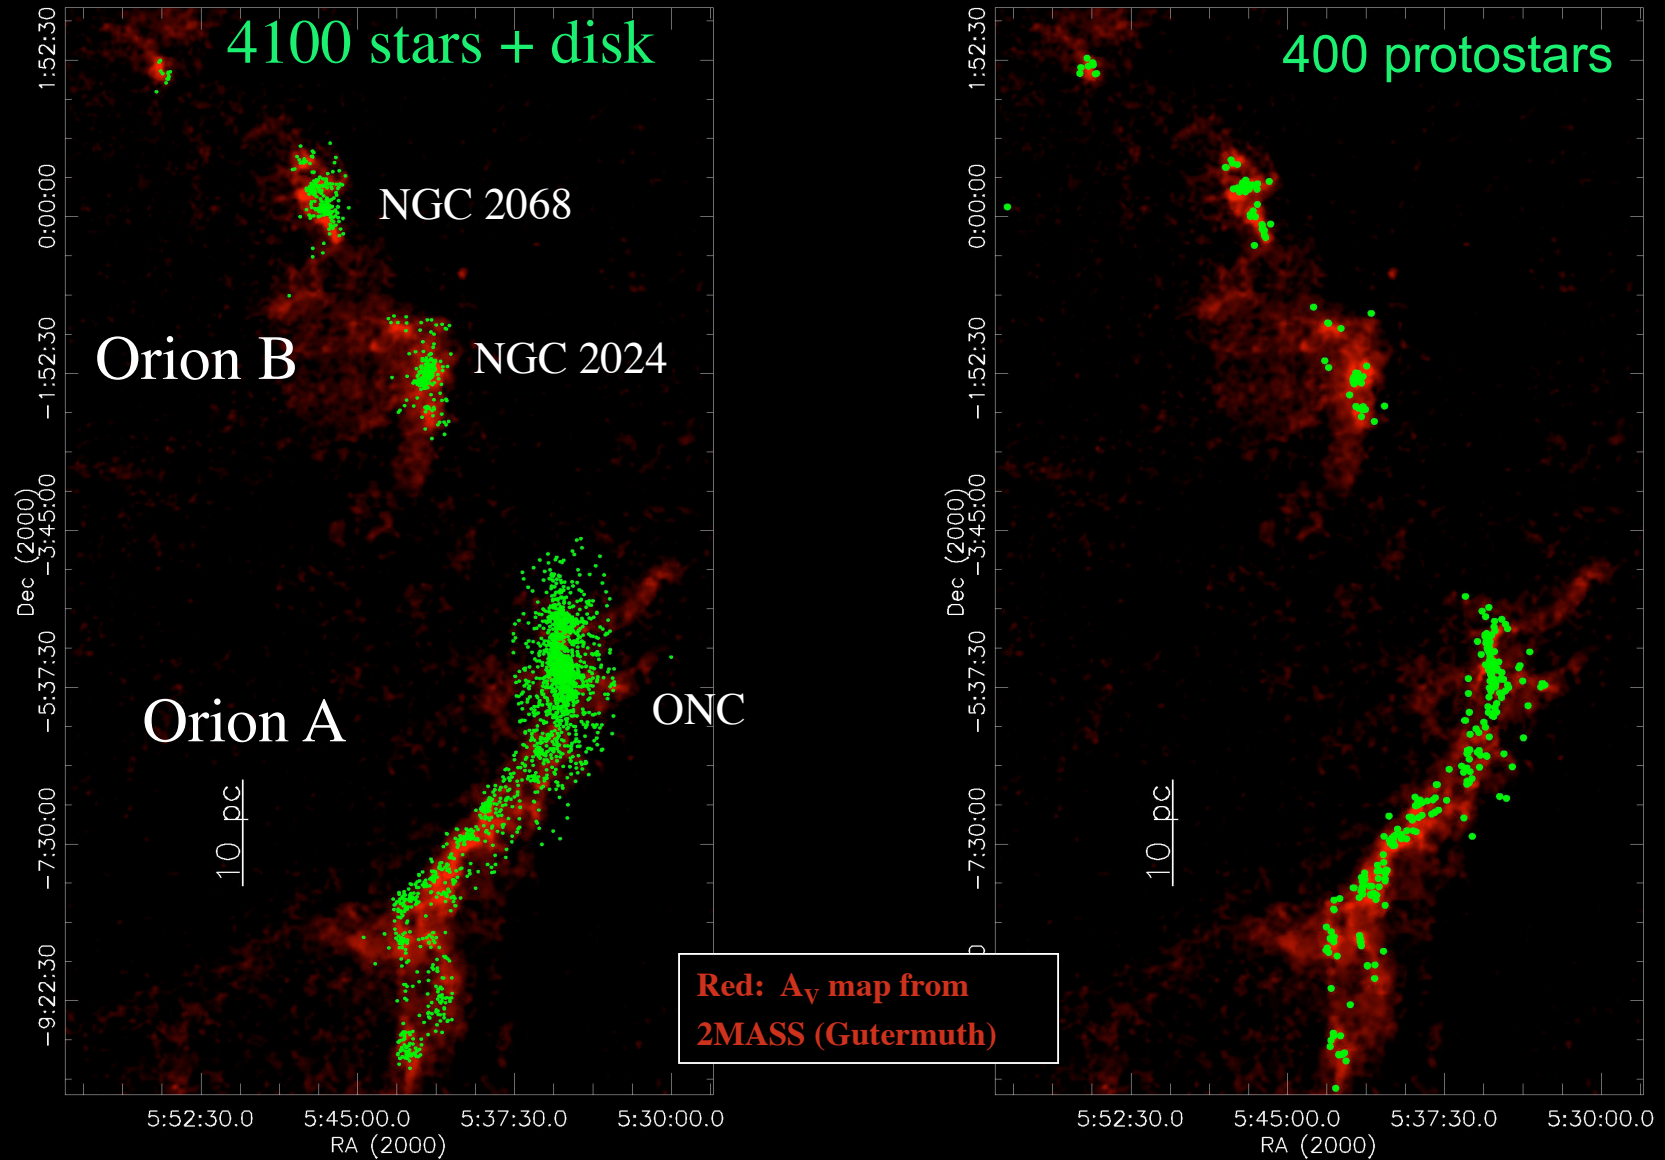 4100 stars + disk
NGC 2068
Orion B
NGC 2024
Orion A
ONC
10 pc
1:52:30
0:00:00
−1:52:30
−3:45:00
−5:37:30
−7:30:00
−9:22:30
Dec (2000)
5:52:30.0 5:45:00.0 5:37:30.0 5:30:00.0
RA (2000)
400 protostars
10 pc
1:52:30
0:00:00
−1:52:30
−3:45:00
−5:37:30
−7:30:00
0
Dec (2000)
5:52:30.0 5:45:00.0 5:37:30.0 5:30:00.0
RA (2000)
Red: AV map from
2MASS (Gutermuth)